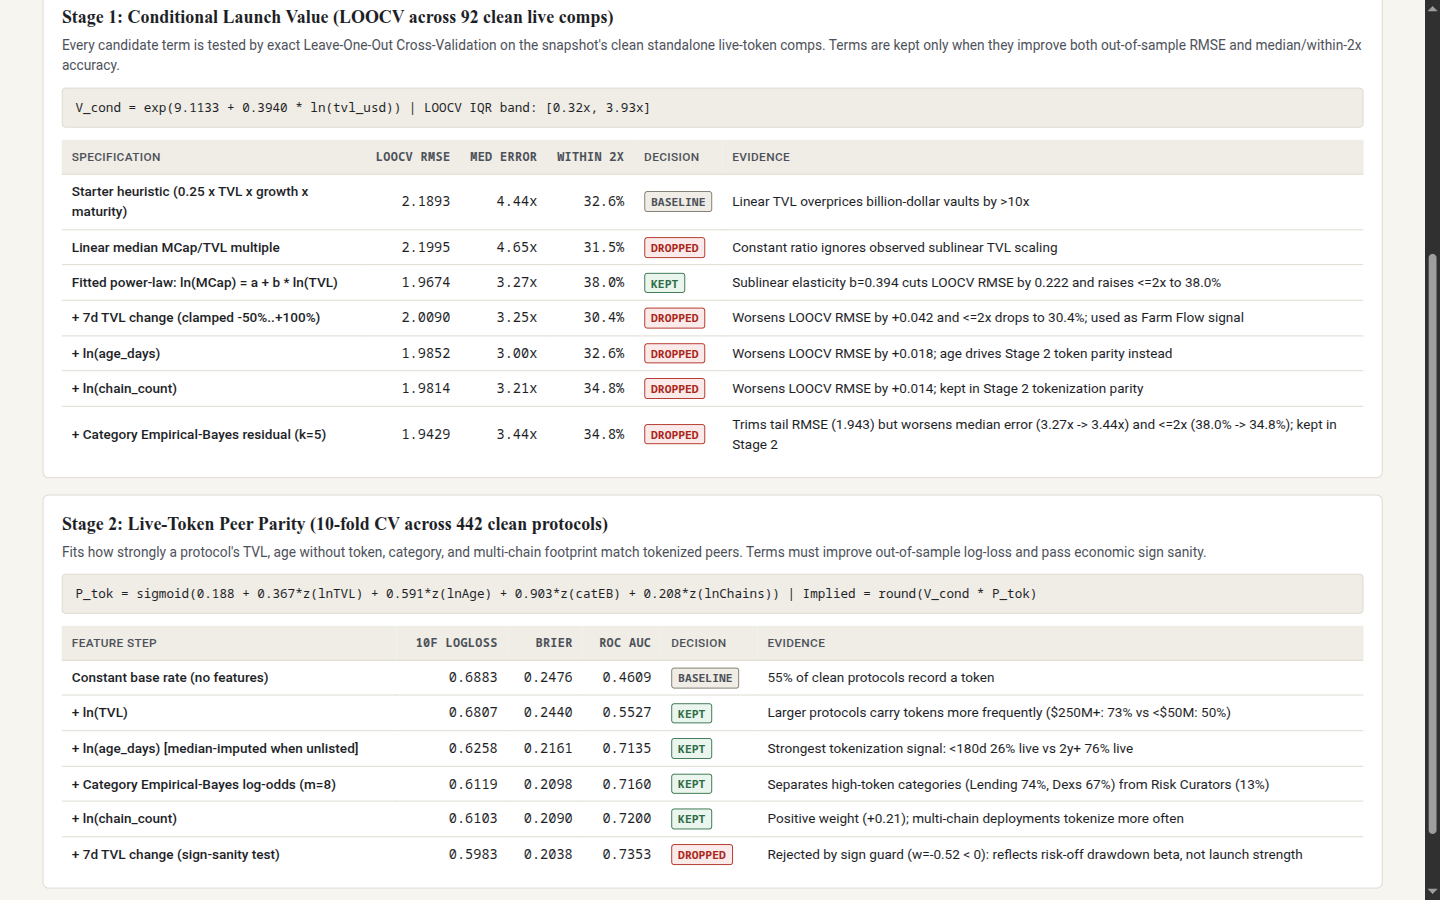 Stage 1: Conditional Launch Value (LOOCV across 92 clean live comps)
Every candidate term is tested by exact Leave-One-Out Cross-Validation on the snapshot's clean standalone live-token comps. Terms are kept only when they improve both out-of-sample RMSE and median/within-2x
accuracy.
V_cond = exp(9.1133 + 0.3940 * ln(tvl_usd)) | LOOCV IQR band: [0.32x, 3.93x]
SPECIFICATION LOOCV RMSE MED ERROR WITHIN 2X DECISION EVIDENCE
Starter heuristic (0.25 x TVL x growth x
maturity) 2.1893 4.44x 32.6% BASELINE Linear TVL overprices billion-dollar vaults by >10x
Linear median MCap/TVL multiple 2.1995 4.65x 31.5% DROPPED Constant ratio ignores observed sublinear TVL scaling
Fitted power-law: ln(MCap) = a + b * ln(TVL) 1.9674 3.27x 38.0% KEPT Sublinear elasticity b=0.394 cuts LOOCV RMSE by 0.222 and raises <=2x to 38.0%
+ 7d TVL change (clamped -50%..+100%) 2.0090 3.25x 30.4% DROPPED Worsens LOOCV RMSE by +0.042 and <=2x drops to 30.4%; used as Farm Flow signal
+ ln(age_days) 1.9852 3.00x 32.6% DROPPED Worsens LOOCV RMSE by +0.018; age drives Stage 2 token parity instead
+ ln(chain_count) 1.9814 3.21x 34.8% DROPPED Worsens LOOCV RMSE by +0.014; kept in Stage 2 tokenization parity
+ Category Empirical-Bayes residual (k=5) 1.9429 3.44x 34.8% DROPPED Trims tail RMSE (1.943) but worsens median error (3.27x -> 3.44x) and <=2x (38.0% -> 34.8%); kept in
Stage 2
Stage 2: Live-Token Peer Parity (10-fold CV across 442 clean protocols)
Fits how strongly a protocol's TVL, age without token, category, and multi-chain footprint match tokenized peers. Terms must improve out-of-sample log-loss and pass economic sign sanity.
P_tok = sigmoid(0.188 + 0.367*z(lnTVL) + 0.591*z(lnAge) + 0.903*z(catEB) + 0.208*z(lnChains)) | Implied = round(V_cond * P_tok)
FEATURE STEP 10F LOGLOSS BRIER ROC AUC DECISION EVIDENCE
Constant base rate (no features) 0.6883 0.2476 0.4609 BASELINE 55% of clean protocols record a token
+ ln(TVL) 0.6807 0.2440 0.5527 KEPT Larger protocols carry tokens more frequently ($250M+: 73% vs <$50M: 50%)
+ ln(age_days) [median-imputed when unlisted] 0.6258 0.2161 0.7135 KEPT Strongest tokenization signal: <180d 26% live vs 2y+ 76% live
+ Category Empirical-Bayes log-odds (m=8) 0.6119 0.2098 0.7160 KEPT Separates high-token categories (Lending 74%, Dexs 67%) from Risk Curators (13%)
+ ln(chain_count) 0.6103 0.2090 0.7200 KEPT Positive weight (+0.21); multi-chain deployments tokenize more often
+ 7d TVL change (sign-sanity test) 0.5983 0.2038 0.7353 DROPPED Rejected by sign guard (w=-0.52 < 0): reflects risk-off drawdown beta, not launch strength